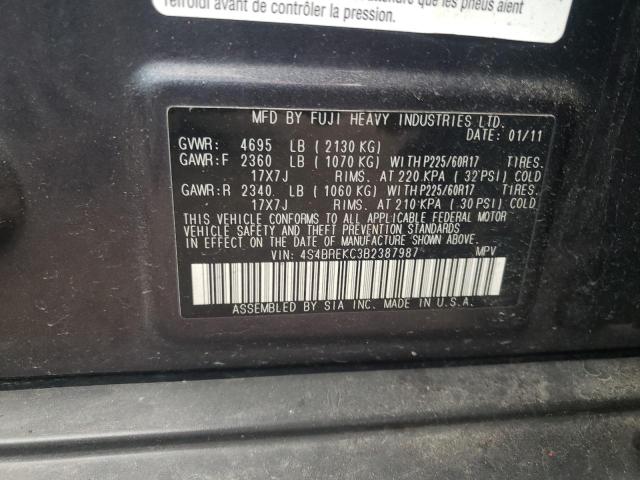 que les pneus aient
refroidi avant de contrôler la pression.
MFD BY FUJI HEAVY INDUSTRIES LTD.
DATE: 01/11
GVWR: 4695 LB (2130 KG)
GAWR:F 2360 LB (1070 KG) WITH P225/60R17 TIRES.
17X7J RIMS. AT 220 KPA (32 PSI) COLD
GAWR:R 2340 LB (1060 KG) WITH P225/60R17 TIRES.
17X7J RIMS. AT 210 KPA (30 PSI) COLD
THIS VEHICLE CONFORMS TO ALL APPLICABLE FEDERAL MOTOR
VEHICLE SAFETY AND THEFT PREVENTION STANDARDS IN
EFFECT ON THE DATE OF MANUFACTURE SHOWN ABOVE.
VIN: 4S4BREKC3B2387987 MPV
ASSEMBLED BY SIA INC. MADE IN U.S.A.